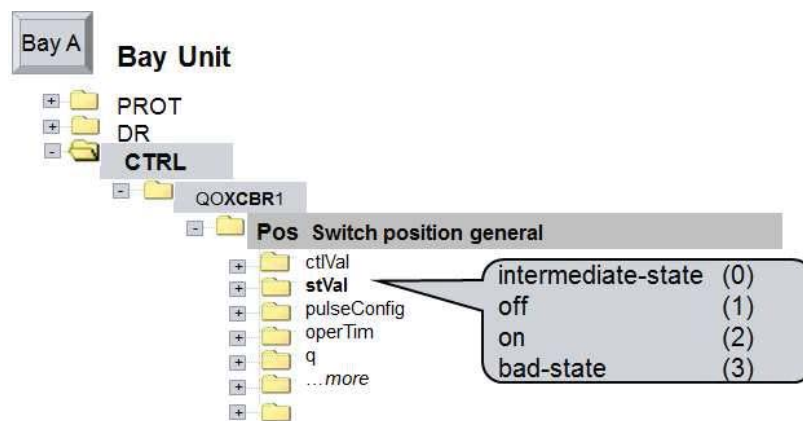 Bay A
Bay Unit
PROT
DR
CTRL
QOXCBR1
Pos Switch position general
ctlVal
stVal
pulseConfig
operTim
q
...more
intermediate-state (0)
off (1)
on (2)
bad-state (3)